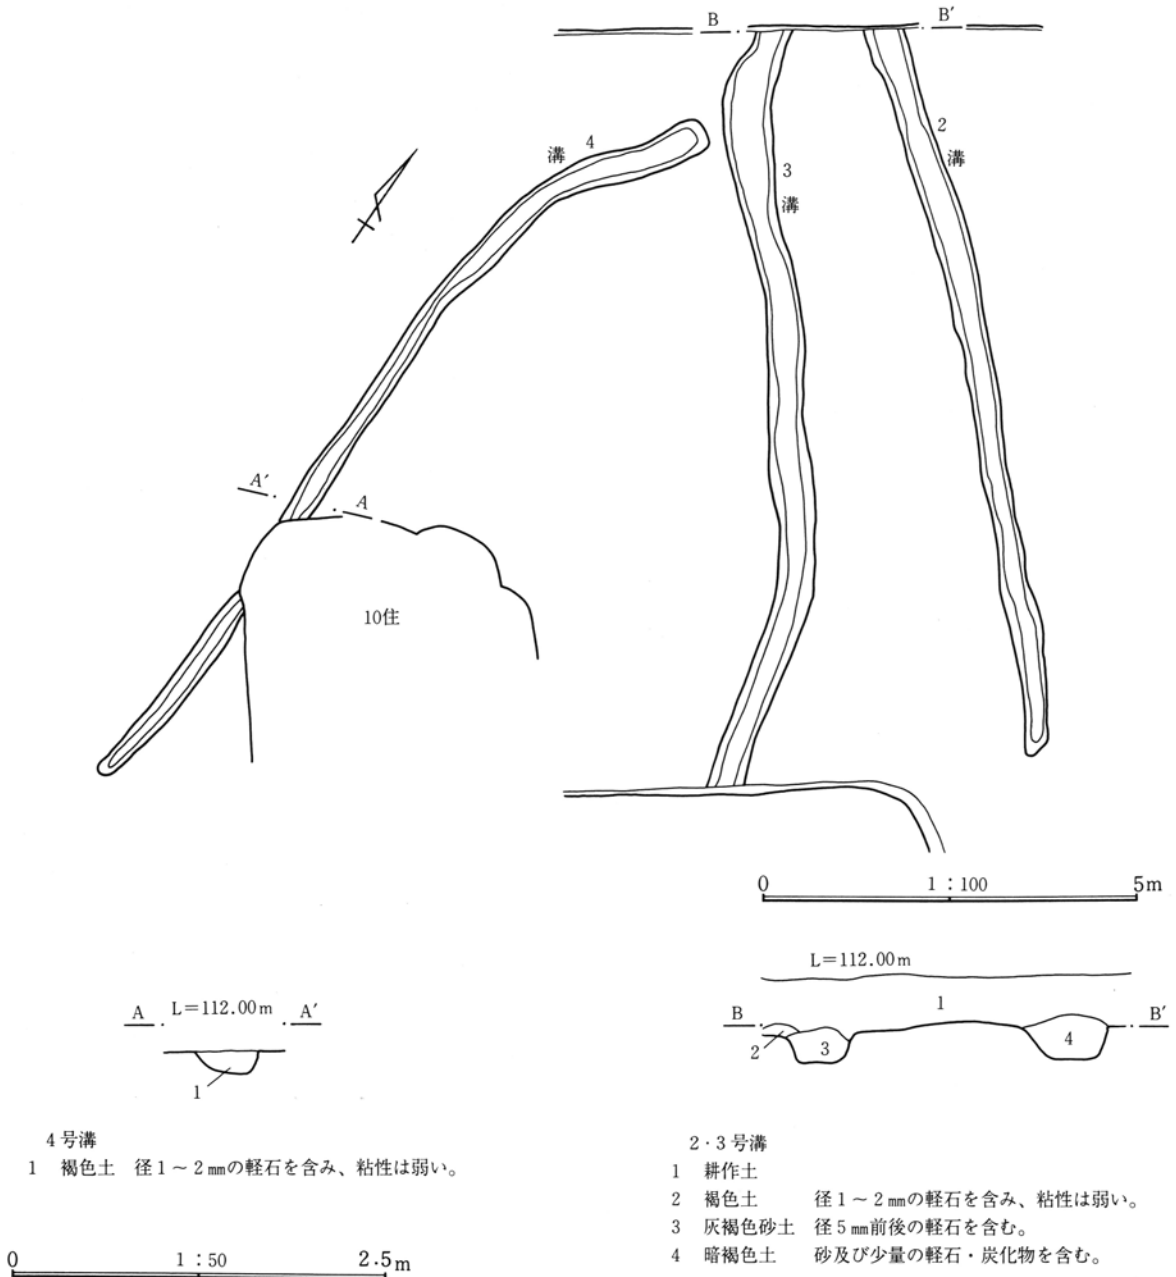 B B′
4
溝
2
溝
3
溝
A′
A
10住
0 1：100 5m
L=112.00m
B 1 B′
2 3 4
A L=112.00m A′
1
4号溝
1 褐色土 径1～2㎜の軽石を含み、粘性は弱い。
2・3号溝
1 耕作土
2 褐色土 径1～2㎜の軽石を含み、粘性は弱い。
3 灰褐色砂土 径5㎜前後の軽石を含む。
4 暗褐色土 砂及び少量の軽石・炭化物を含む。
0 1：50 2.5m